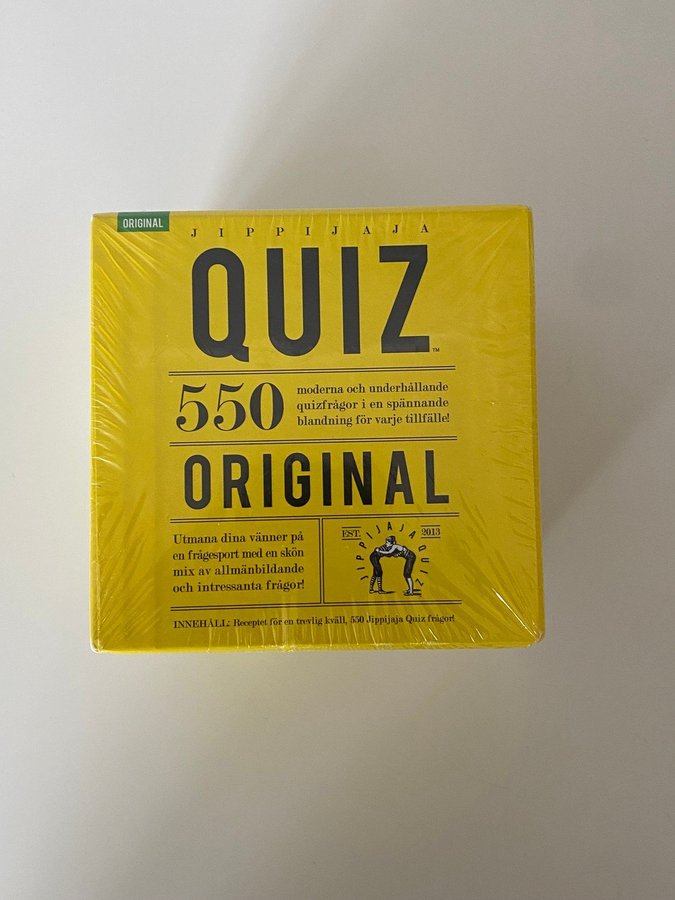 ORIGINAL
JIPPIJAJA
QUIZ™
550
moderna och underhållande
quizfrågor i en spännande
blandning för varje tillfälle!
ORIGINAL
Utmana dina vänner på
en frågesport med en skön
mix av allmänbildande
och intressanta frågor!
EST. 2013
JIPPIJAJA QUIZ
INNEHÅLL: Receptet för en trevlig kväll, 550 Jippijaja Quiz frågor!